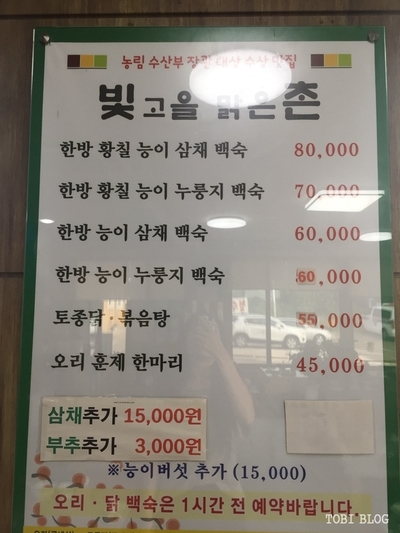 농림 수산부 장관 대상 수상 맛집
빛고을 맑은촌
한방 황칠 능이 삼채 백숙 80,000
한방 황칠 능이 누룽지 백숙 70,000
한방 능이 삼채 백숙 60,000
한방 능이 누룽지 백숙 60,000
토종닭·볶음탕 55,000
오리 훈제 한마리 45,000
삼채추가 15,000원
부추추가 3,000원
※능이버섯 추가 (15,000)
오리·닭 백숙은 1시간 전 예약바랍니다.
TOBI BLOG